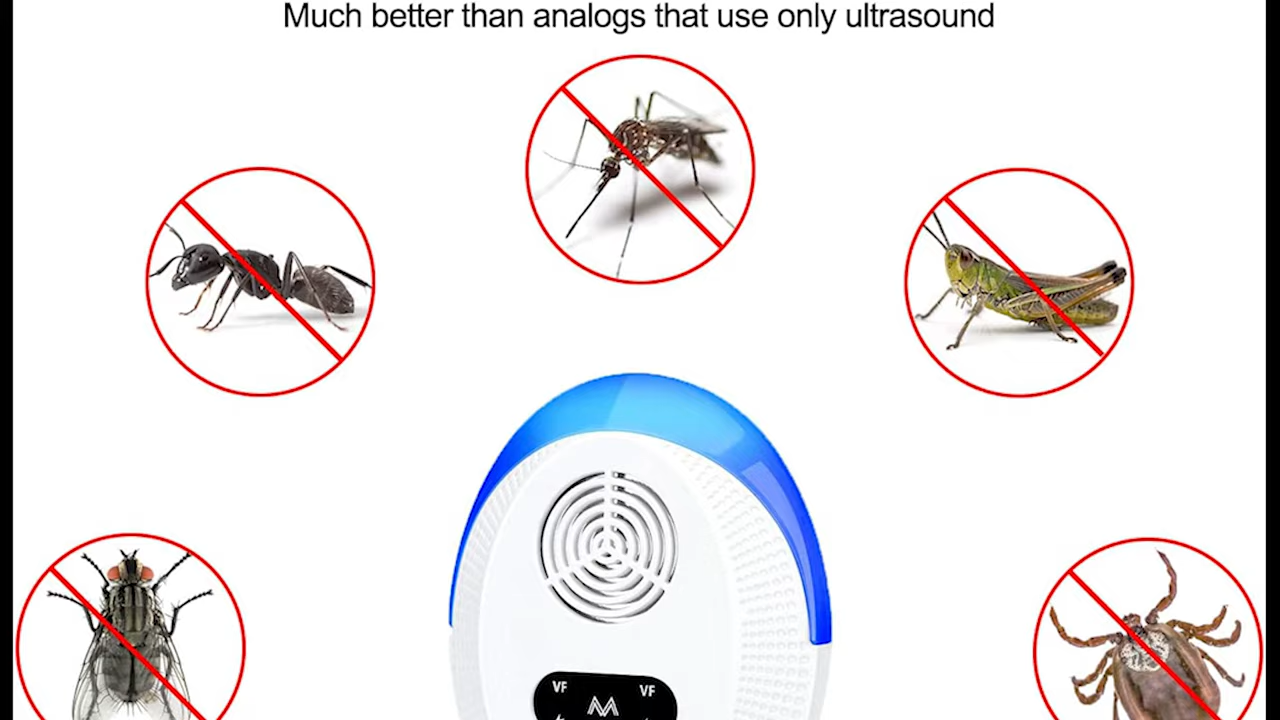 Much better than analogs that use only ultrasound
VF
VF
M